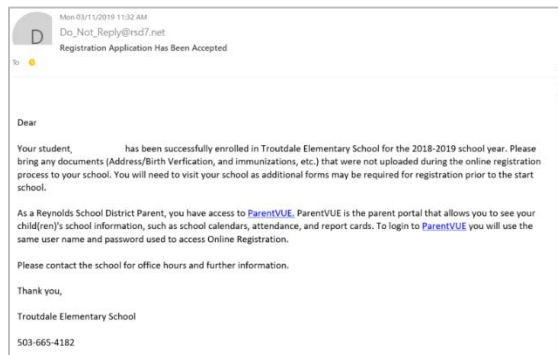 Mon 03/11/2019 11:32 AM
D
Do_Not_Reply@rsd7.net
Registration Application Has Been Accepted
To
Dear
Your student, has been successfully enrolled in Troutdale Elementary School for the 2018-2019 school year. Please
bring any documents (Address/Birth Verfication, and immunizations, etc.) that were not uploaded during the online registration
process to your school. You will need to visit your school as additional forms may be required for registration prior to the start
school.
As a Reynolds School District Parent, you have access to ParentVUE. ParentVUE is the parent portal that allows you to see your
child(ren)'s school information, such as school calendars, attendance, and report cards. To login to ParentVUE you will use the
same user name and password used to access Online Registration.
Please contact the school for office hours and further information.
Thank you,
Troutdale Elementary School
503-665-4182